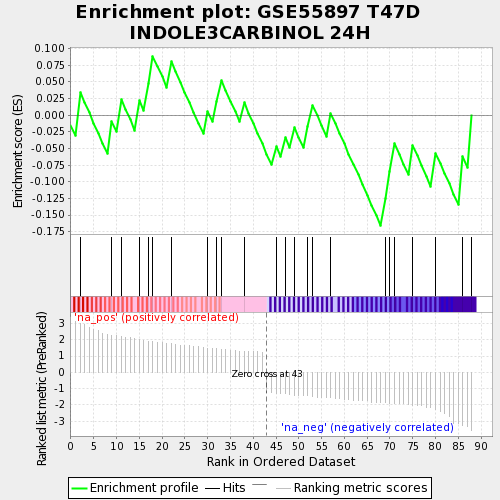 Enrichment plot: GSE55897 T47D
INDOLE3CARBINOL 24H
Enrichment score (ES)
0.100
0.075
0.050
0.025
0.000
-0.025
-0.050
-0.075
-0.100
-0.125
-0.150
-0.175
'na_pos' (positively correlated)
Ranked list metric (PreRanked)
3
2
1
0
-1
-2
-3
Zero cross at 43
'na_neg' (negatively correlated)
0 5 10 15 20 25 30 35 40 45 50 55 60 65 70 75 80 85 90
Rank in Ordered Dataset
Enrichment profile
Hits
Ranking metric scores